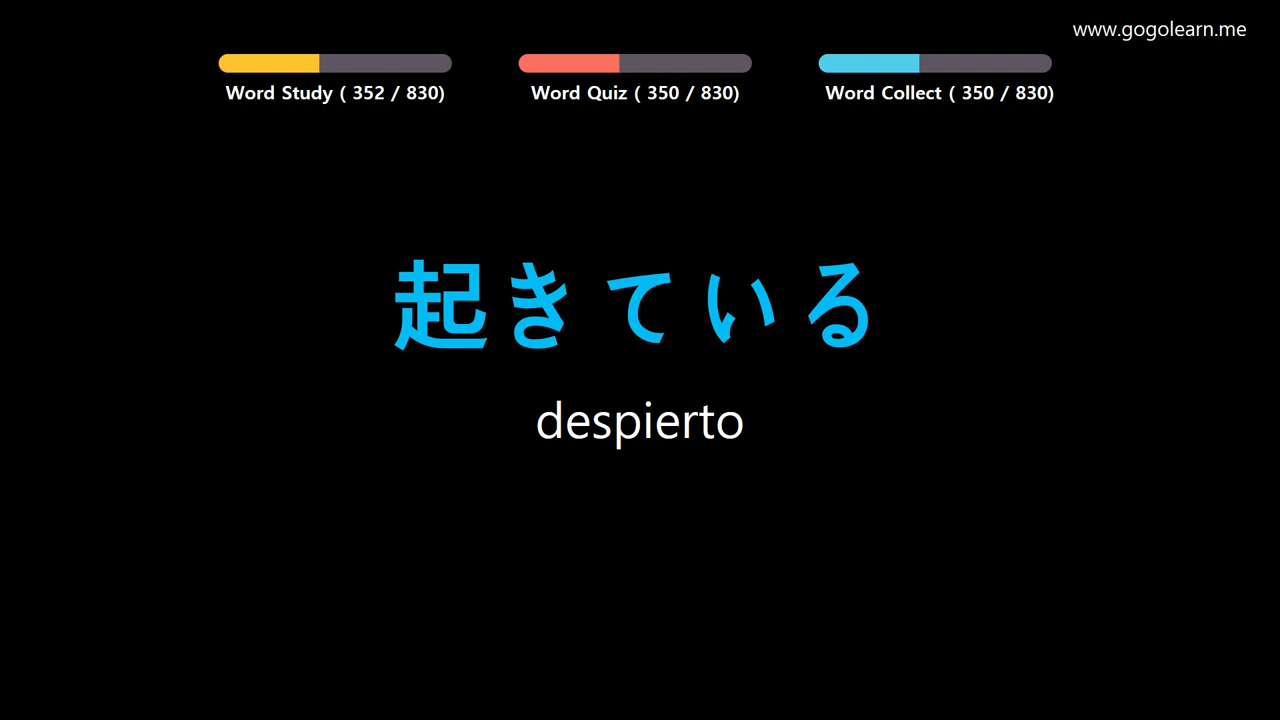 www.gogolearn.me
Word Study ( 352 / 830)
Word Quiz ( 350 / 830)
Word Collect ( 350 / 830)
起きている
despierto